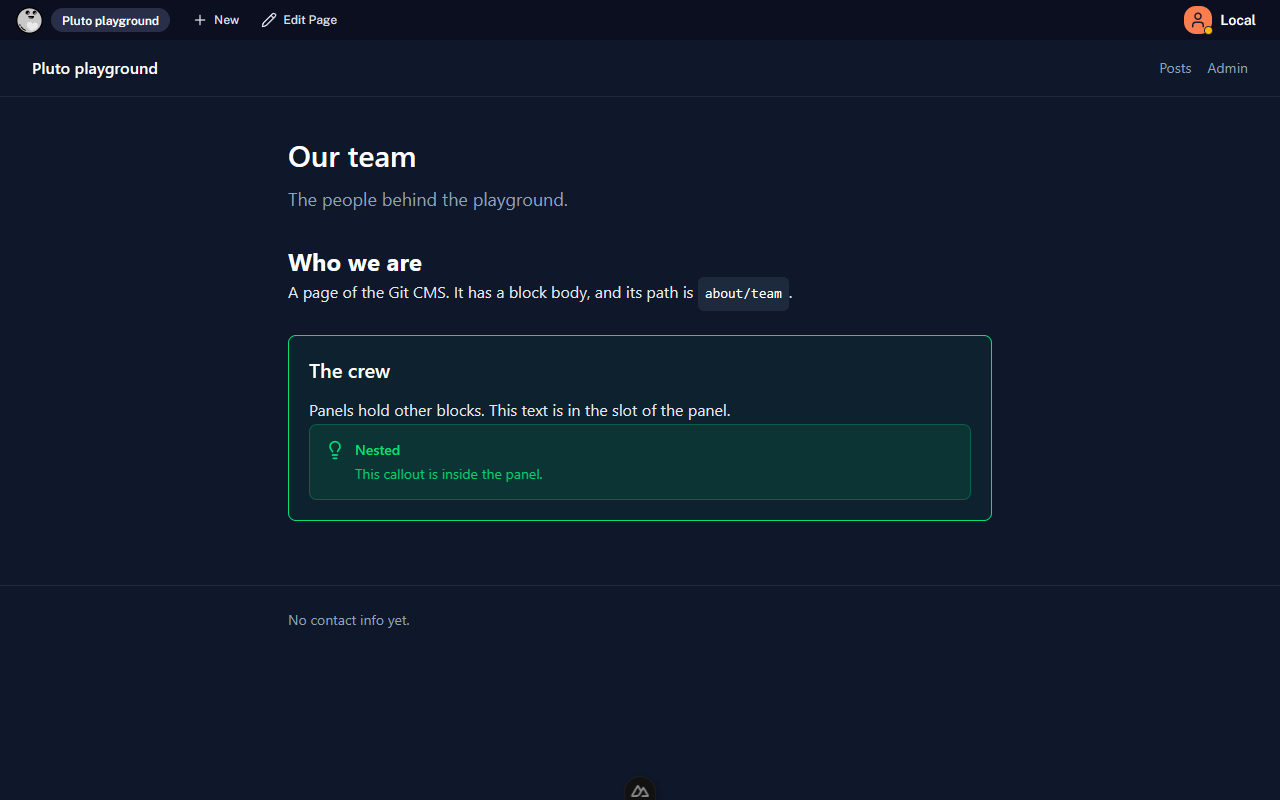 Pluto playground
New
Edit Page
Local
Pluto playground
Posts
Admin
Our team
The people behind the playground.
Who we are
A page of the Git CMS. It has a block body, and its path is about/team.
The crew
Panels hold other blocks. This text is in the slot of the panel.
Nested
This callout is inside the panel.
No contact info yet.